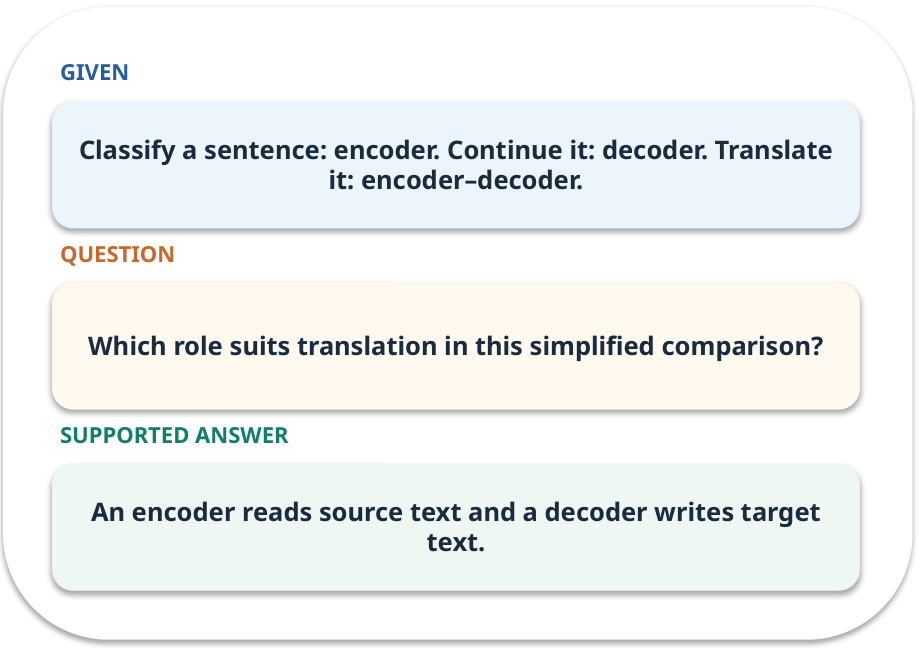 GIVEN
Classify a sentence: encoder. Continue it: decoder. Translate
it: encoder–decoder.
QUESTION
Which role suits translation in this simplified comparison?
SUPPORTED ANSWER
An encoder reads source text and a decoder writes target
text.